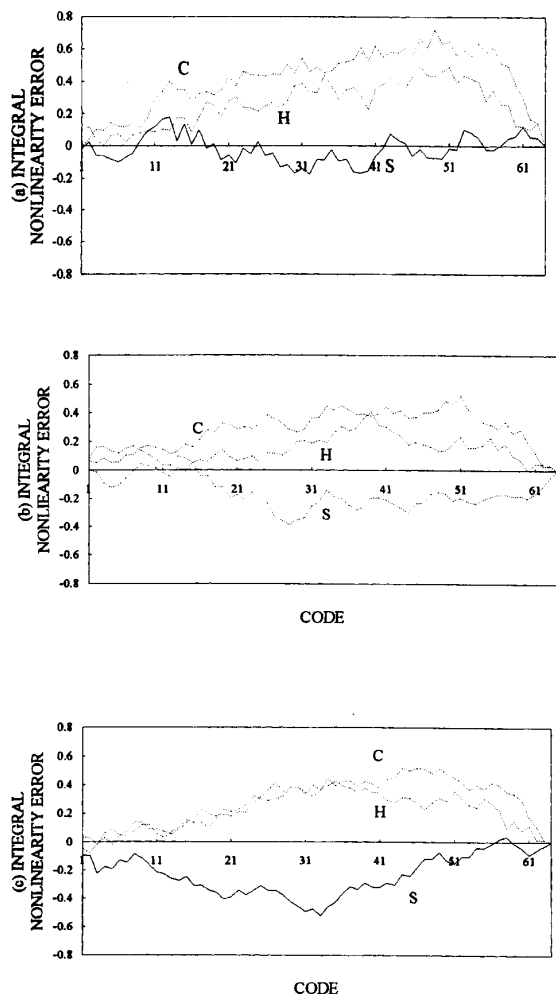 (a) INTEGRAL
NONLINEARITY ERROR
0.8
0.6
0.4
0.2
0
-0.2
-0.4
-0.6
-0.8
C
H
S
1 11 21 31 41 51 61
(b) INTEGRAL
NONLIEARITY ERROR
0.8
0.6
0.4
0.2
0
-0.2
-0.4
-0.6
-0.8
C
H
S
1 11 21 31 41 51 61
CODE
(c) INTEGRAL
NONLINEARITY ERROR
0.8
0.6
0.4
0.2
0
-0.2
-0.4
-0.6
-0.8
C
H
S
1 11 21 31 41 51 61
CODE